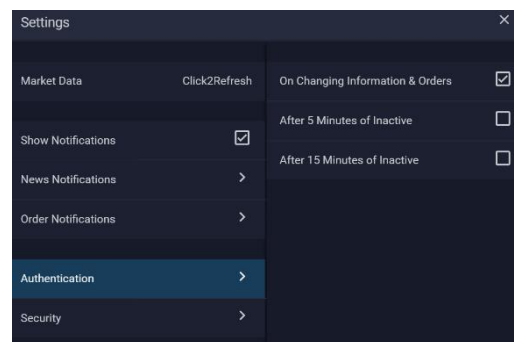 Settings
Market Data Click2Refresh
Show Notifications
News Notifications
Order Notifications
Authentication
Security
On Changing Information & Orders
After 5 Minutes of Inactive
After 15 Minutes of Inactive